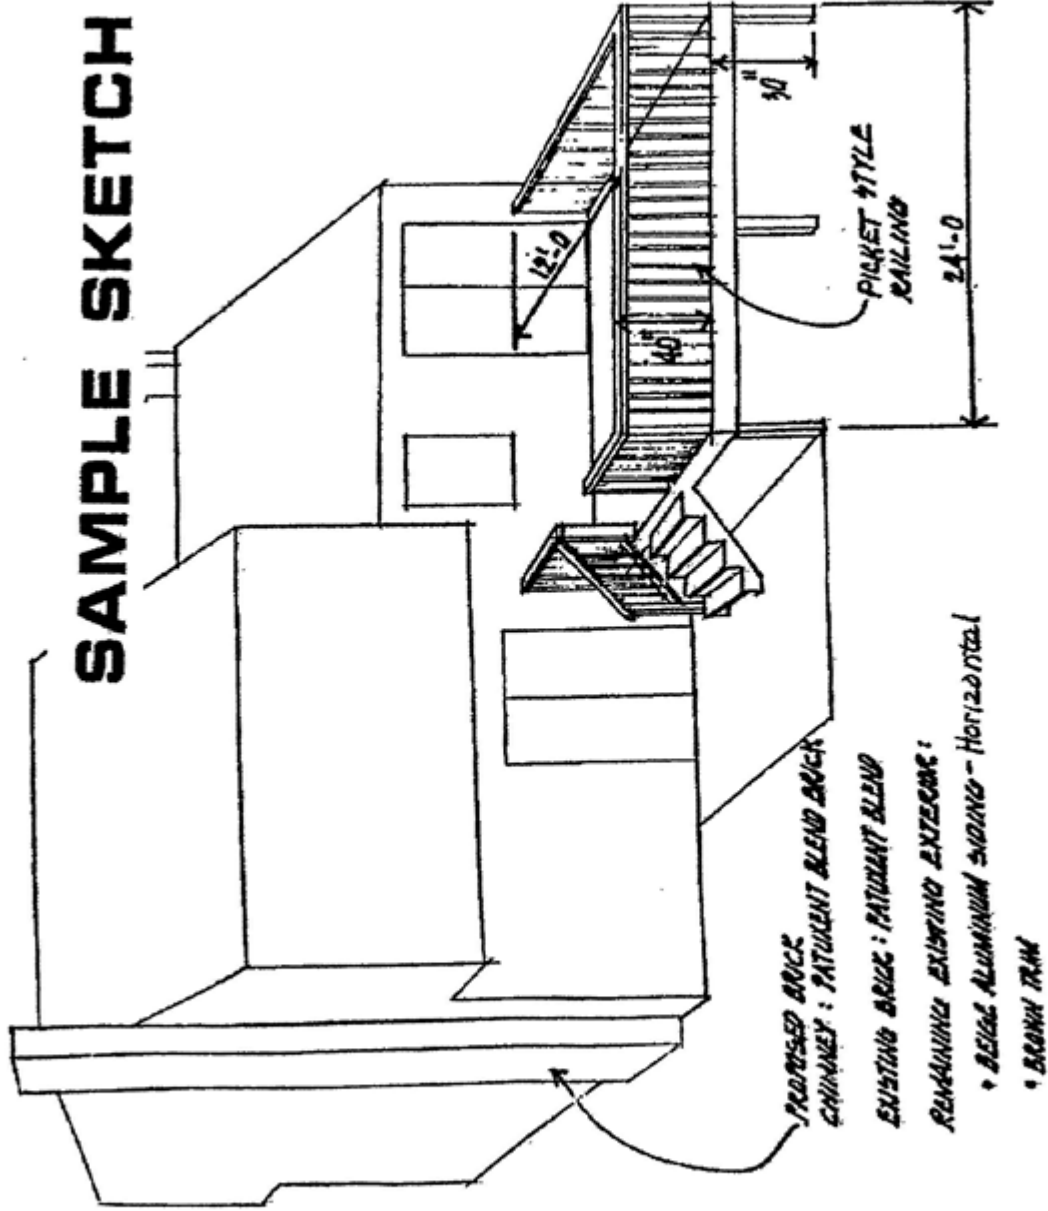 SAMPLE SKETCH
12'-0
40"
30"
PICKET STYLE
RAILING
24'-0
PROPOSED BRICK
CHIMNEY : PATUXENT BLEND BRICK
EXISTING BRICK : PATUXENT BLEND
REMAINING EXISTING EXTERIOR :
• BEIGE ALUMINUM SIDING - Horizontal
• BROWN TRIM